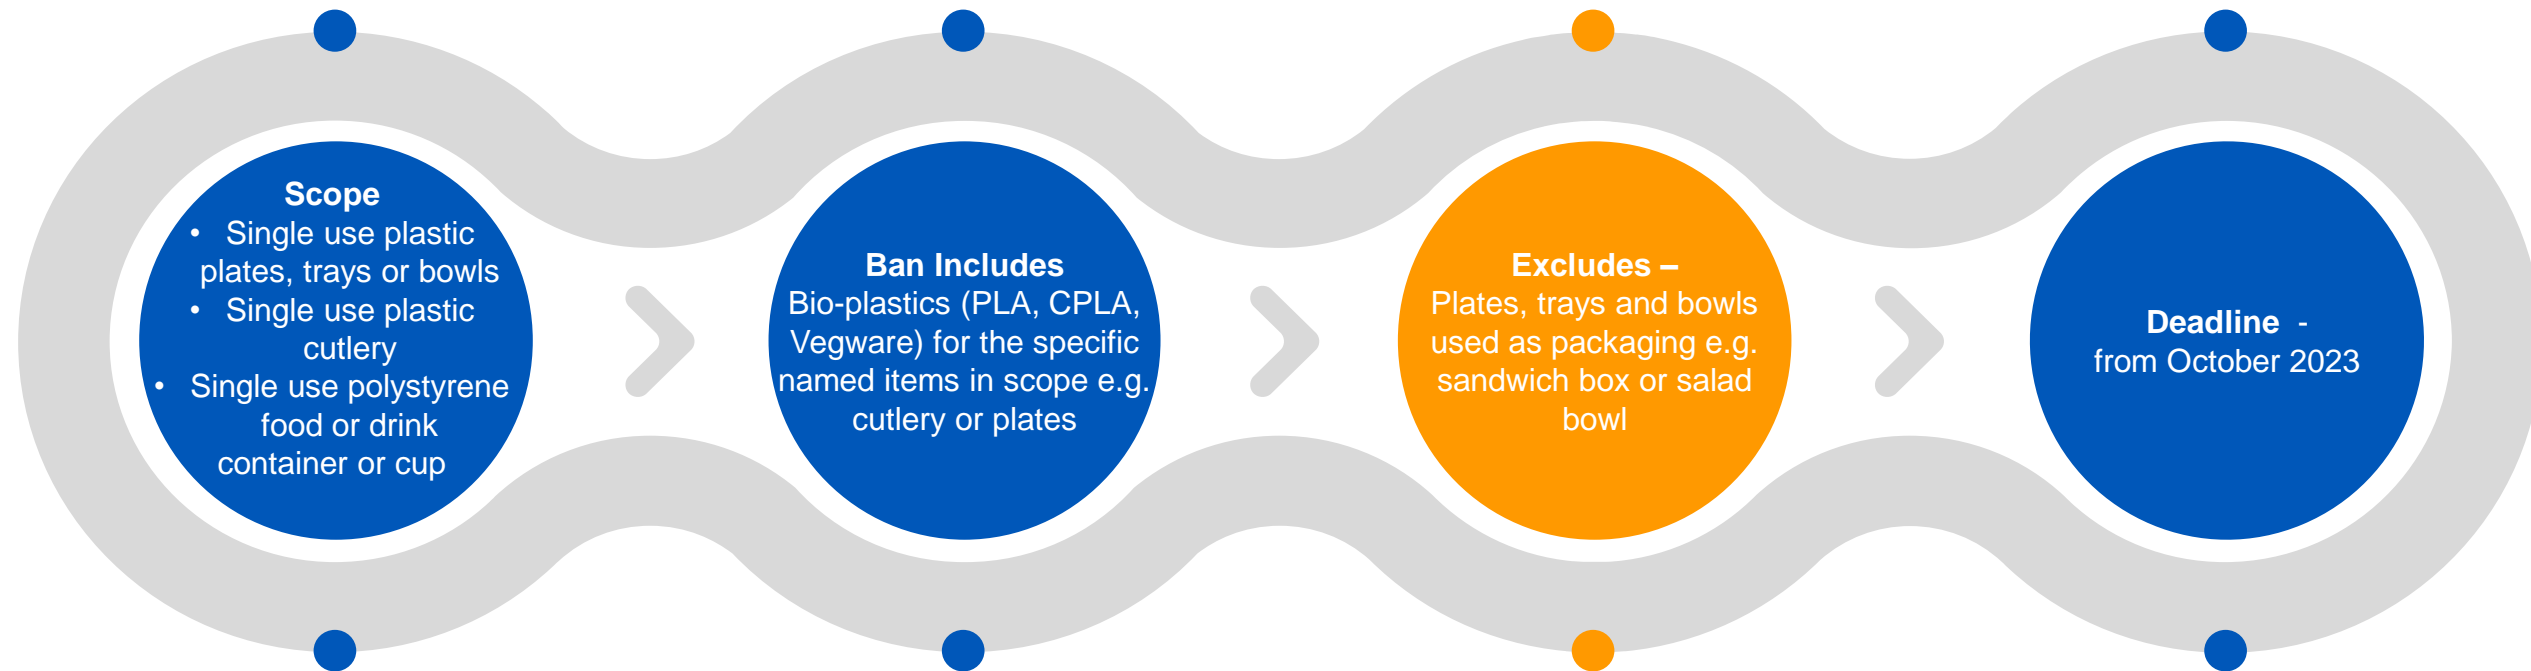 Scope
• Single use plastic
plates, trays or bowls
• Single use plastic
cutlery
• Single use polystyrene
food or drink
container or cup
Ban Includes
Bio-plastics (PLA, CPLA,
Vegware) for the specific
named items in scope e.g.
cutlery or plates
Excludes –
Plates, trays and bowls
used as packaging e.g.
sandwich box or salad
bowl
Deadline -
from October 2023